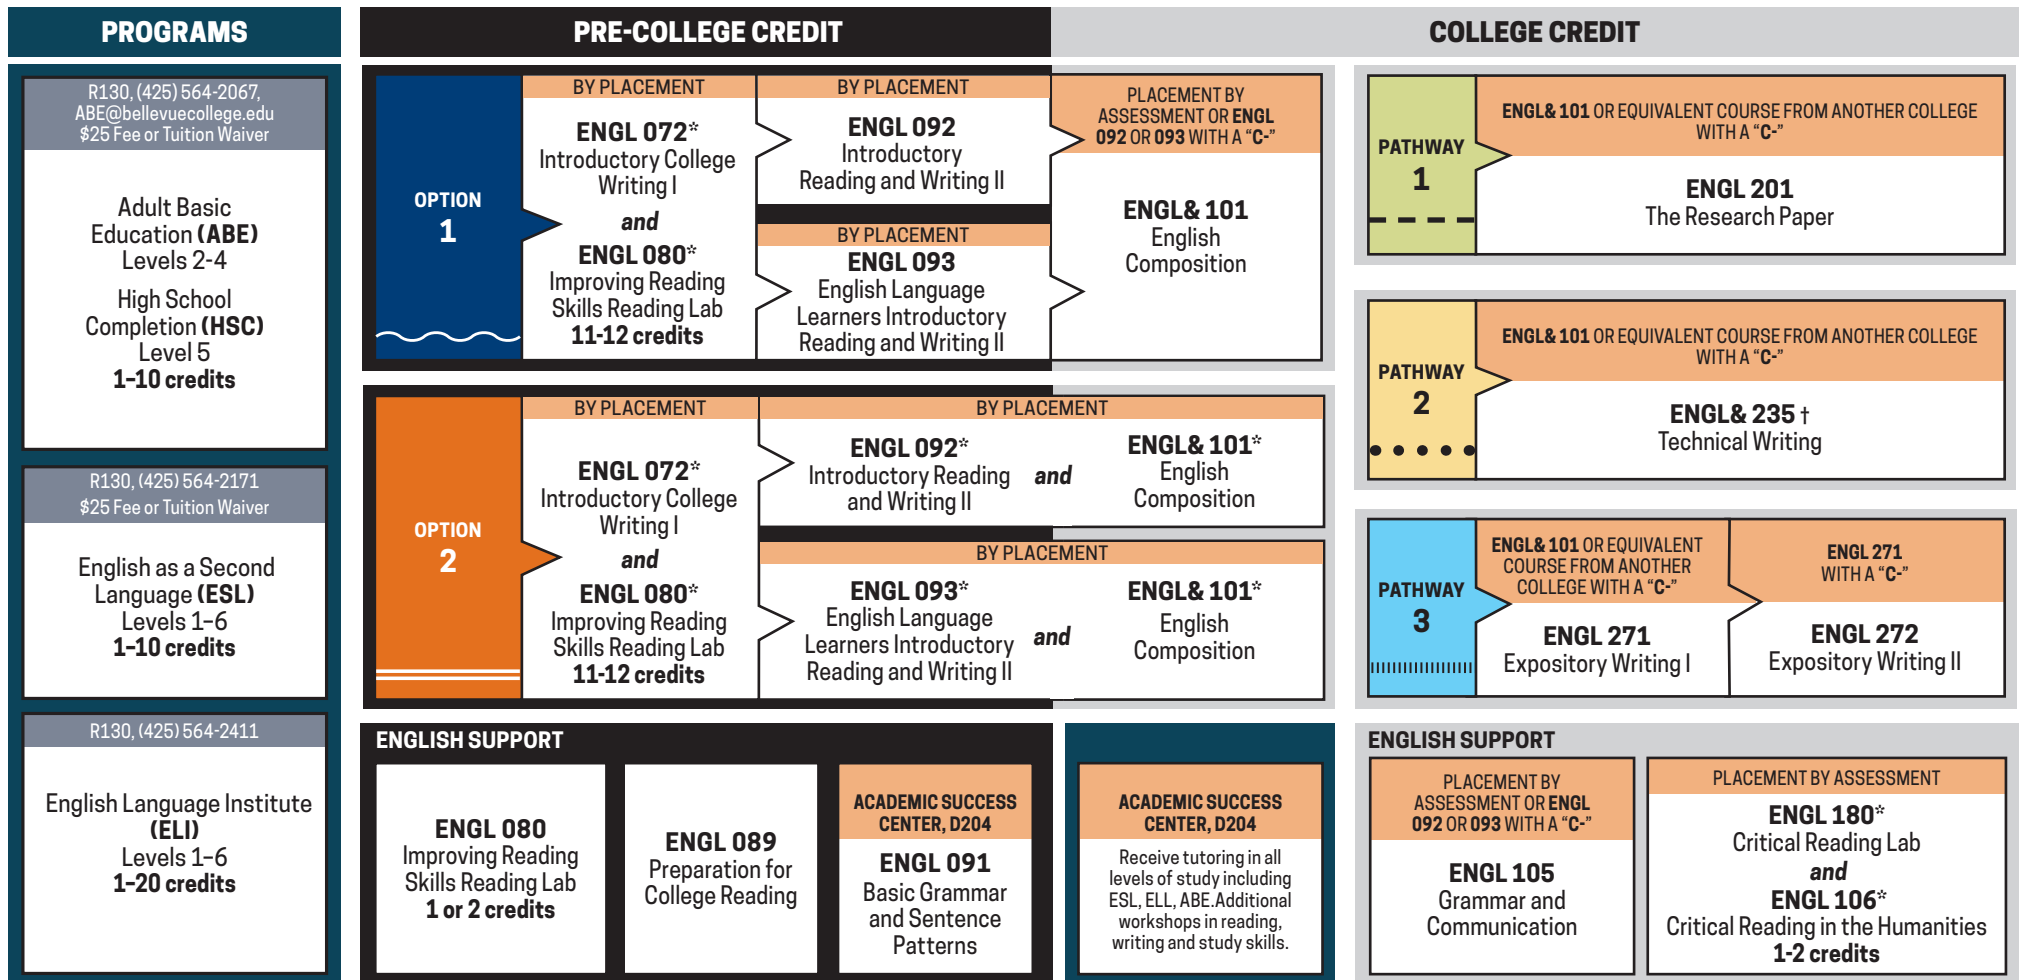 PROGRAMS
R130, (425) 564-2067,
ABE@bellevuecollege.edu
$25 Fee or Tuition Waiver
Adult Basic
Education (ABE)
Levels 2-4
High School
Completion (HSC)
Level 5
1–10 credits
R130, (425) 564-2171
$25 Fee or Tuition Waiver
English as a Second
Language (ESL)
Levels 1–6
1–10 credits
R130, (425) 564-2411
English Language Institute
(ELI)
Levels 1–6
1–20 credits
PRE-COLLEGE CREDIT
COLLEGE CREDIT
OPTION
1
BY PLACEMENT
ENGL 072*
Introductory College
Writing I
and
ENGL 080*
Improving Reading
Skills Reading Lab
11-12 credits
BY PLACEMENT
ENGL 092
Introductory
Reading and Writing II
BY PLACEMENT
ENGL 093
English Language
Learners Introductory
Reading and Writing II
PLACEMENT BY
ASSESSMENT OR ENGL
092 OR 093 WITH A “C-”
ENGL& 101
English
Composition
OPTION
2
BY PLACEMENT
ENGL 072*
Introductory College
Writing I
and
ENGL 080*
Improving Reading
Skills Reading Lab
11-12 credits
BY PLACEMENT
ENGL 092*
Introductory Reading
and Writing II
and
ENGL& 101*
English
Composition
BY PLACEMENT
ENGL 093*
English Language
Learners Introductory
Reading and Writing II
and
ENGL& 101*
English
Composition
ENGLISH SUPPORT
ENGL 080
Improving Reading
Skills Reading Lab
1 or 2 credits
ENGL 089
Preparation for
College Reading
ACADEMIC SUCCESS
CENTER, D204
ENGL 091
Basic Grammar
and Sentence
Patterns
ACADEMIC SUCCESS
CENTER, D204
Receive tutoring in all
levels of study including
ESL, ELL, ABE.Additional
workshops in reading,
writing and study skills.
PATHWAY
1
ENGL& 101 OR EQUIVALENT COURSE FROM ANOTHER COLLEGE
WITH A “C-”
ENGL 201
The Research Paper
PATHWAY
2
ENGL& 101 OR EQUIVALENT COURSE FROM ANOTHER COLLEGE
WITH A “C-”
ENGL& 235 †
Technical Writing
PATHWAY
3
ENGL& 101 OR EQUIVALENT
COURSE FROM ANOTHER
COLLEGE WITH A “C-”
ENGL 271
Expository Writing I
ENGL 271
WITH A “C-”
ENGL 272
Expository Writing II
ENGLISH SUPPORT
PLACEMENT BY
ASSESSMENT OR ENGL
092 OR 093 WITH A “C-”
ENGL 105
Grammar and
Communication
PLACEMENT BY ASSESSMENT
ENGL 180*
Critical Reading Lab
and
ENGL 106*
Critical Reading in the Humanities
1-2 credits